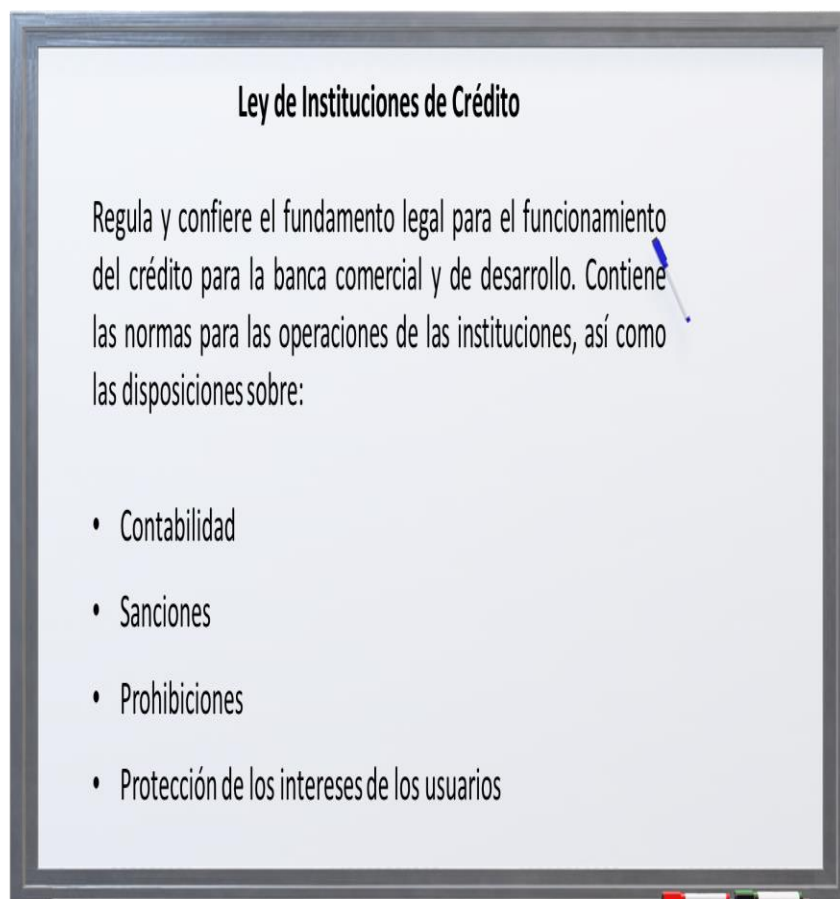 Ley de Instituciones de Crédito
Regula y confiere el fundamento legal para el funcionamiento
del crédito para la banca comercial y de desarrollo. Contiene
las normas para las operaciones de las instituciones, así como
las disposiciones sobre:
• Contabilidad
• Sanciones
• Prohibiciones
• Protección de los intereses de los usuarios